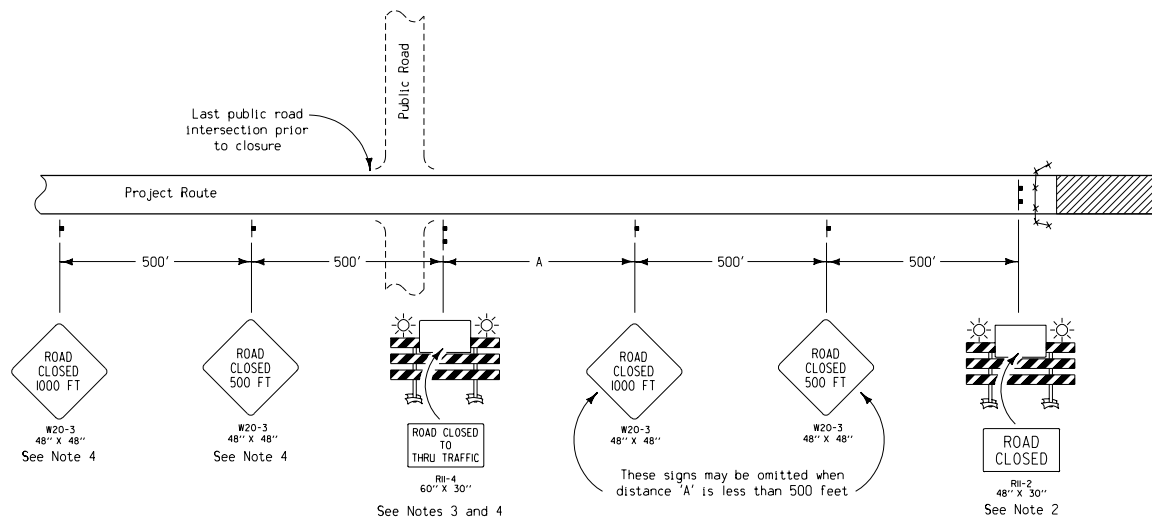 Public Road
Last public road
intersection prior
to closure
Project Route
500'
500'
A
500'
500'
ROAD
CLOSED
1000 FT
W20-3
48" X 48"
See Note 4
ROAD
CLOSED
500 FT
W20-3
48" X 48"
See Note 4
ROAD CLOSED
TO
THRU TRAFFIC
R11-4
60" X 30"
See Notes 3 and 4
ROAD
CLOSED
1000 FT
W20-3
48" X 48"
ROAD
CLOSED
500 FT
W20-3
48" X 48"
These signs may be omitted when
distance 'A' is less than 500 feet
ROAD
CLOSED
R11-2
48" X 30"
See Note 2